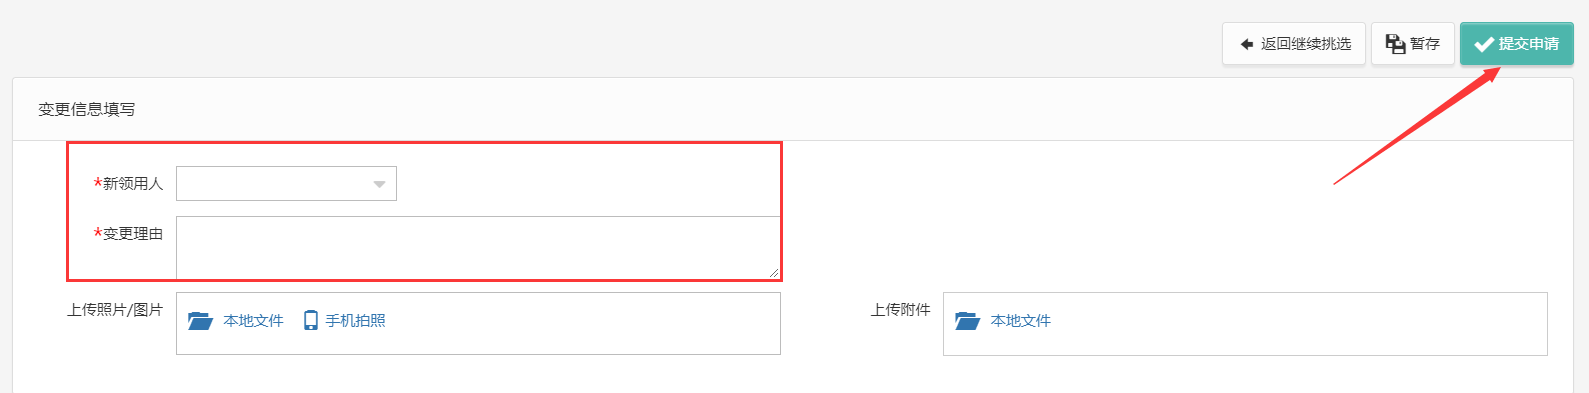 返回继续挑选 暂存 提交申请
变更信息填写
*新领用人
*变更理由
上传照片/图片 本地文件 手机拍照 上传附件 本地文件